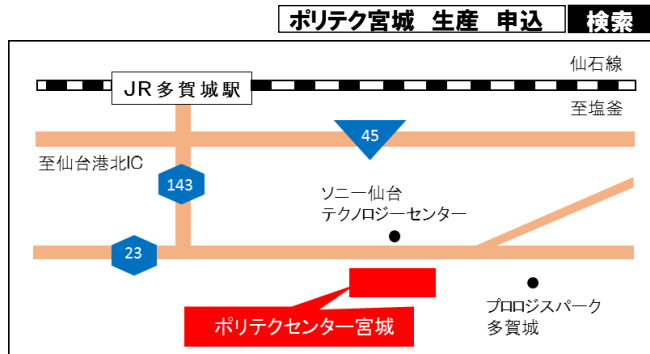 ポリテク宮城 生産 申込 検索
仙石線
JR多賀城駅
至塩釜
45
至仙台港北IC
143
ソニー仙台
テクノロジーセンター
23
ポリテクセンター宮城
プロロジスパーク
多賀城